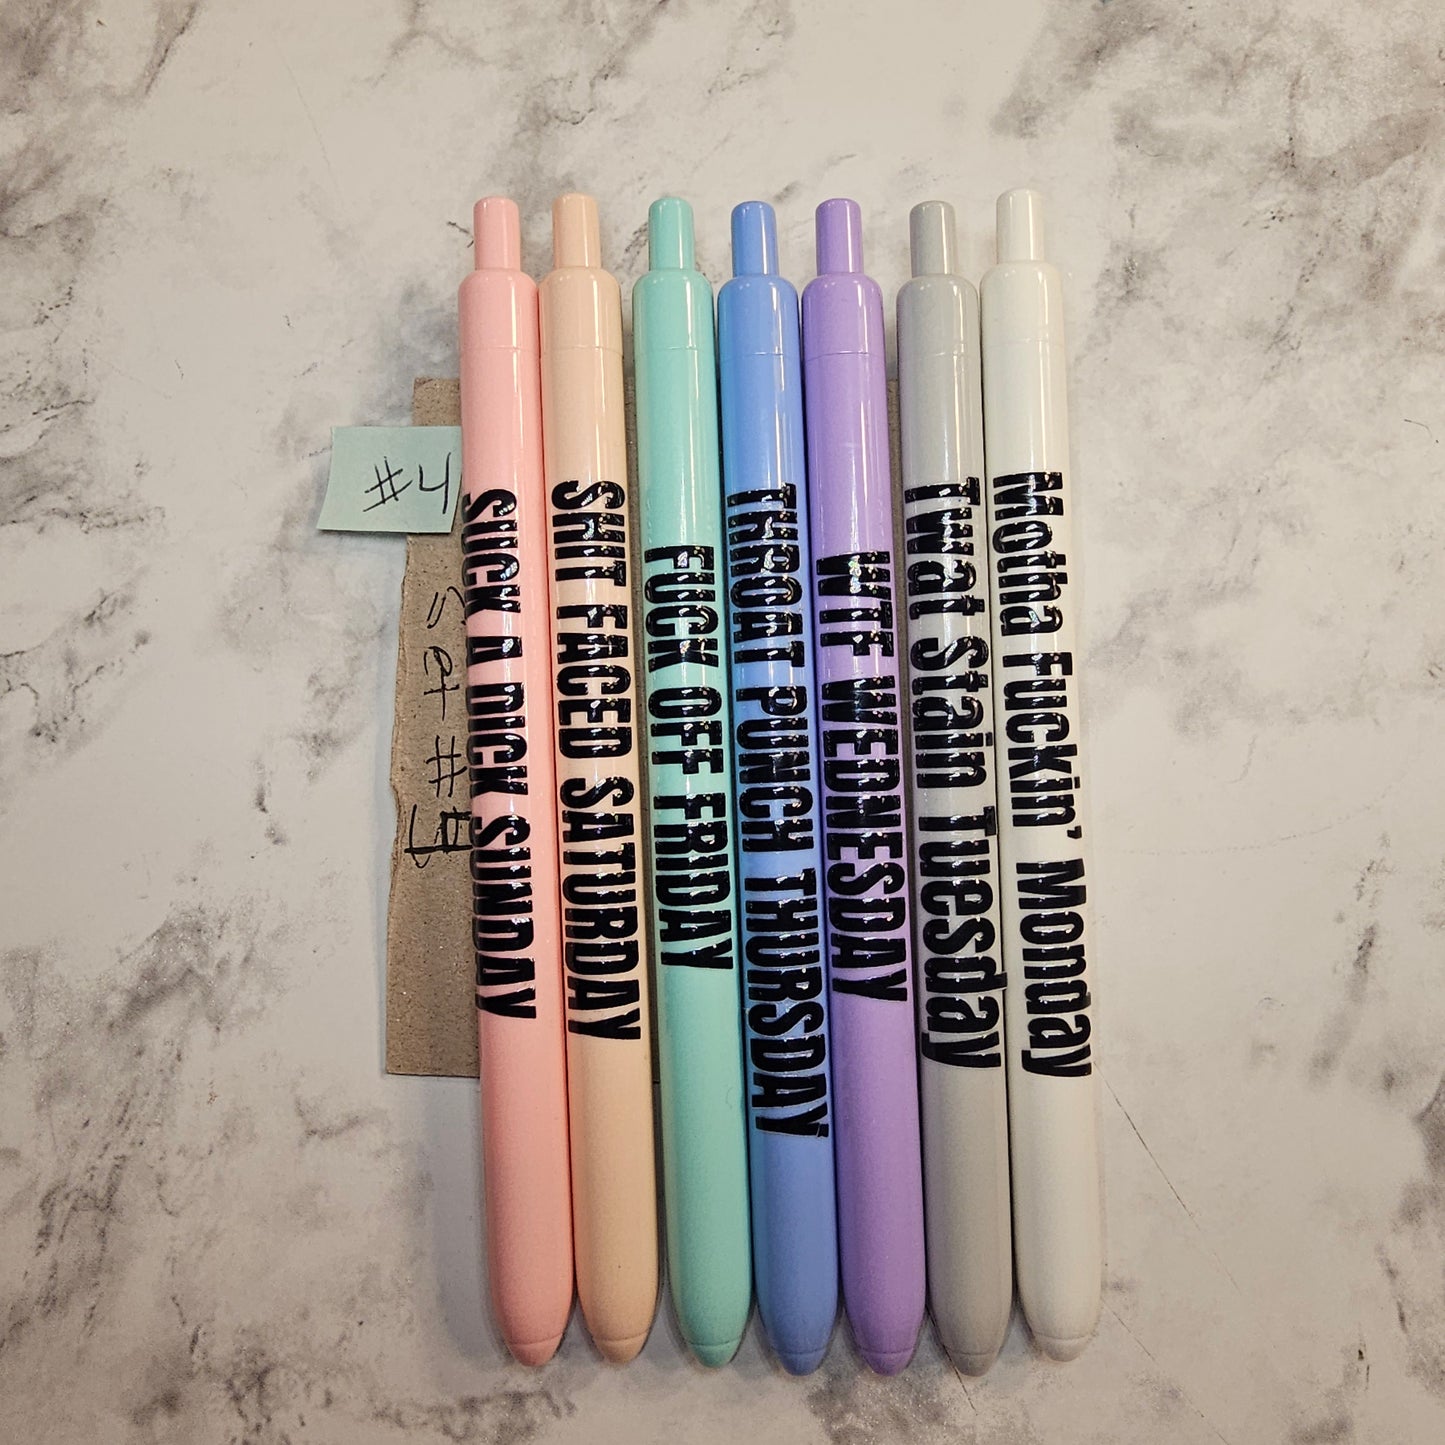 #4
Set #4
SUCK A DICK SUNDAY
SHIT FACED SATURDAY
FUCK OFF FRIDAY
THROAT PUNCH THURSDAY
WTF WEDNESDAY
Twat Stain Tuesday
Motha Fuckin' Monday